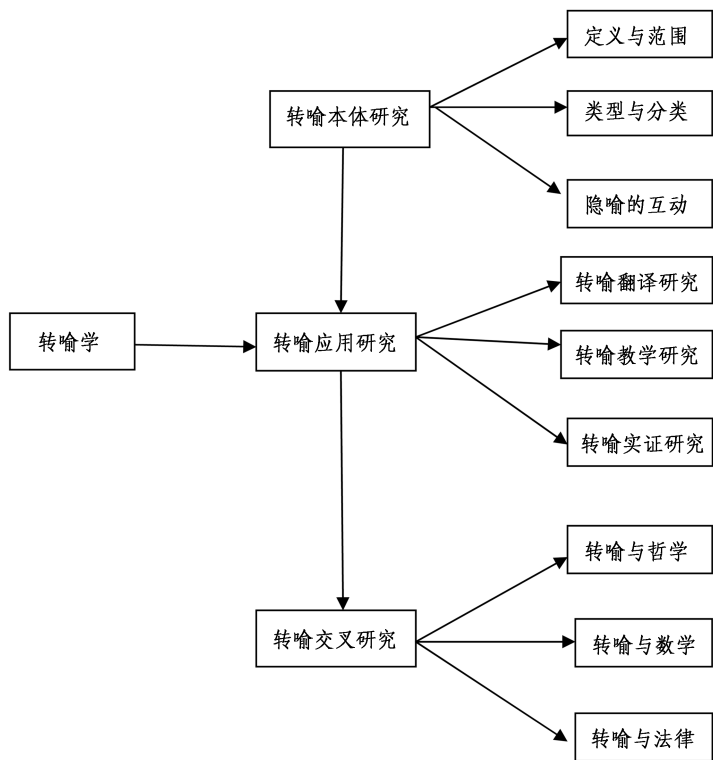 定义与范围
转喻本体研究
类型与分类
隐喻的互动
转喻翻译研究
转喻学
转喻应用研究
转喻教学研究
转喻实证研究
转喻与哲学
转喻交叉研究
转喻与数学
转喻与法律